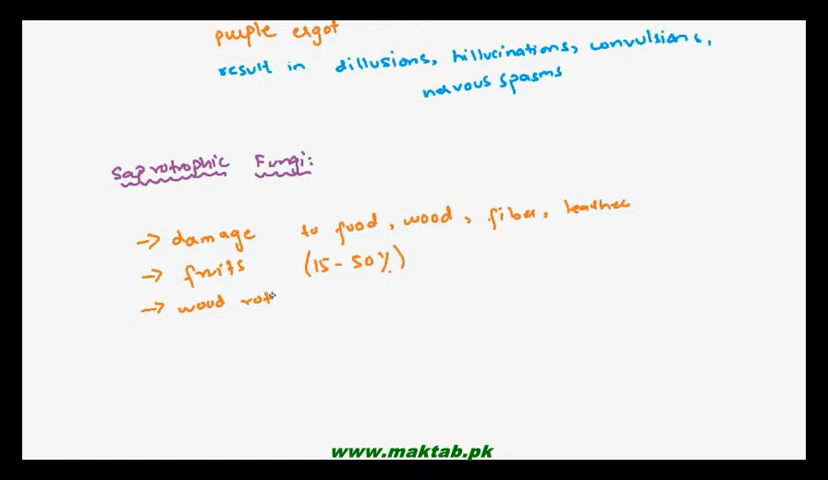 purple ergot
result in dillusions, hillucinations, convulsions,
nervous spasms
Saprotrophic Fungi:
→ damage to food, wood, fiber, leather
→ fruits (15-50%)
→ wood rot
www.maktab.pk